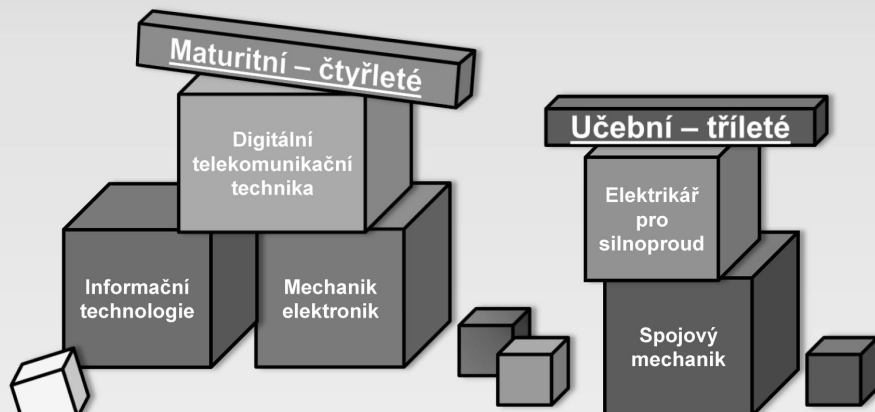 Maturitní – čtyřleté
Digitální
telekomunikační
technika
Informační
technologie
Mechanik
elektronik
Učební – tříleté
Elektrikář
pro
silnoproud
Spojový
mechanik